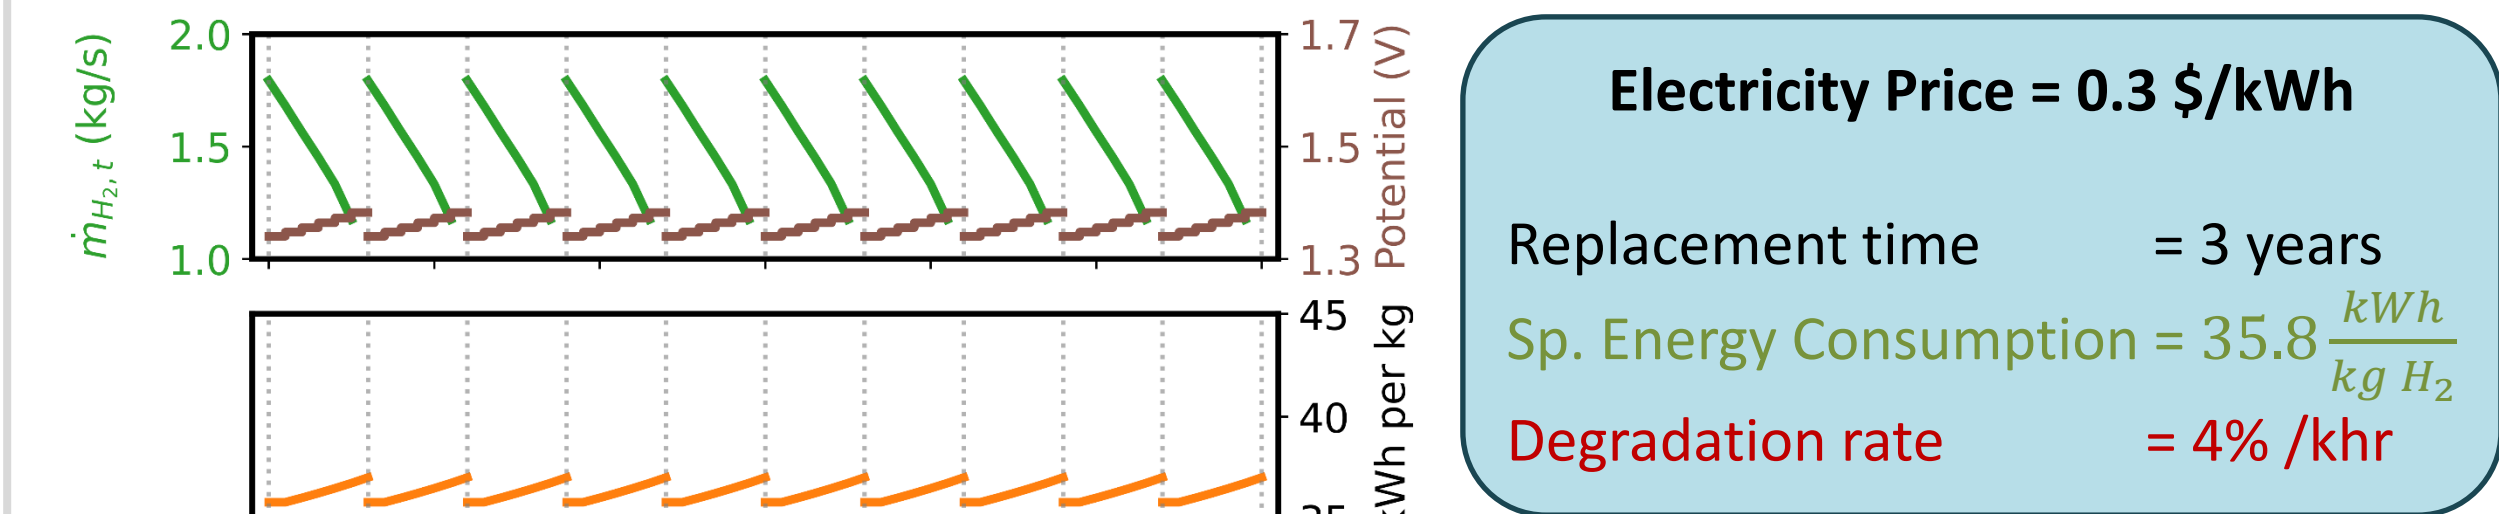 2.0
1.5
1.0
ṁ_{H₂, t} (kg/s)
1.7
1.5
1.3
Potential (V)
45
40
kWh per kg
Electricity Price = 0.3 $/kWh
Replacement time = 3 years
Sp. Energy Consumption = 35.8 kWh/kg H₂
Degradation rate = 4% /khr